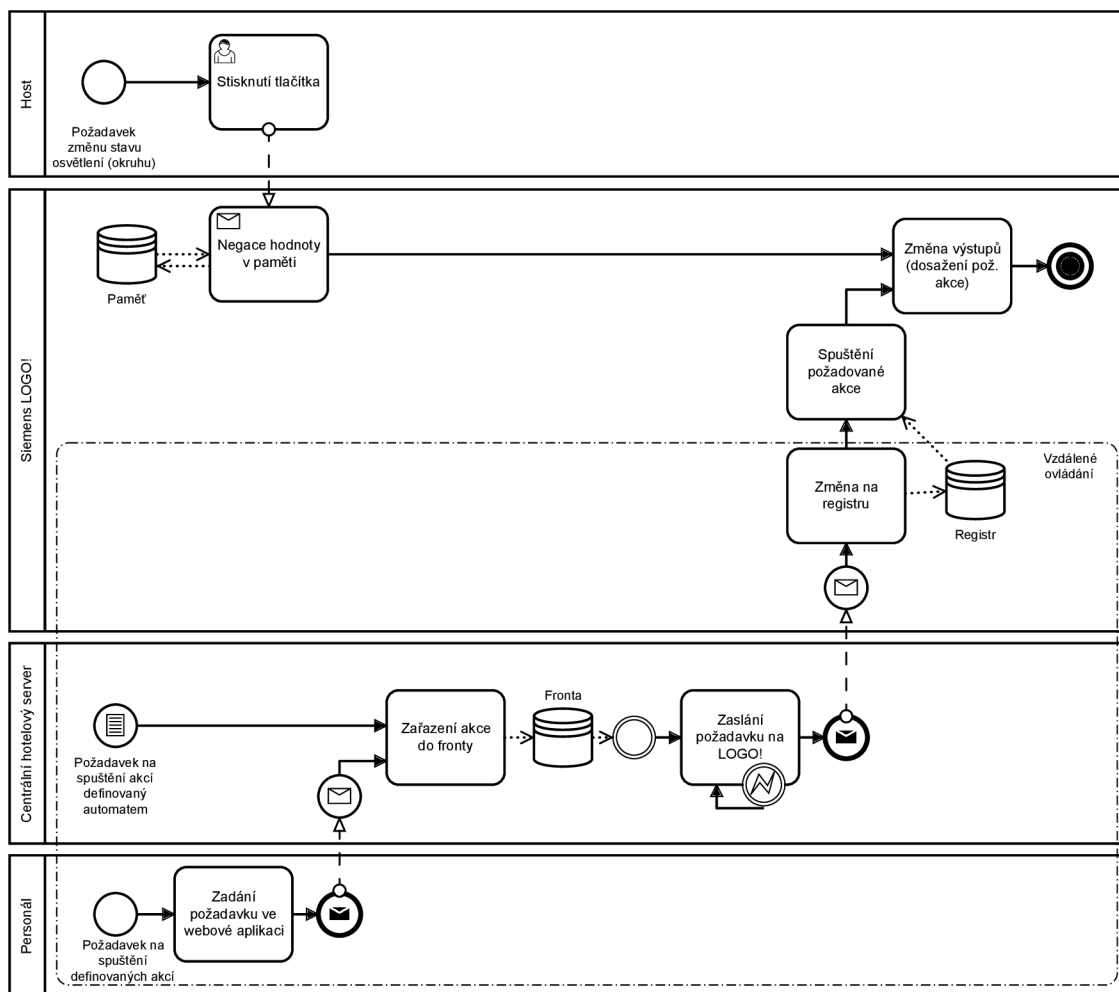 Host
Stisknutí tlačítka
Požadavek
změnu stavu
osvětlení (okruhu)
Siemens LOGO!
Negace hodnoty
v paměti
Paměť
Změna výstupů
(dosažení pož.
akce)
Spuštění
požadované
akce
Vzdálené
ovládání
Změna na
registru
Registr
Centrální hotelový server
Požadavek na
spuštění akcí
definovaný
automatem
Zařazení akce
do fronty
Fronta
Zaslání
požadavku na
LOGO!
Personál
Zadání
požadavku ve
webové aplikaci
Požadavek na
spuštění
definovaných akcí